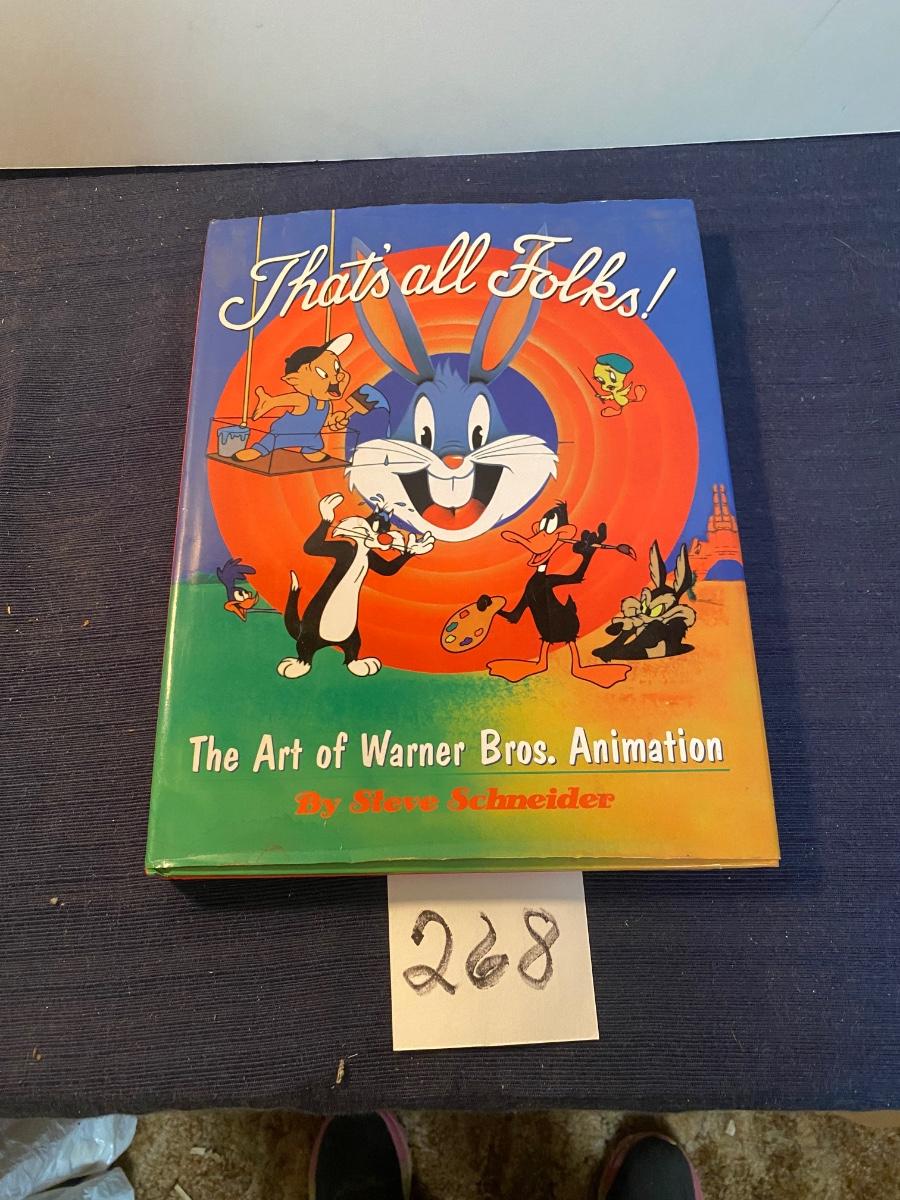 That's all Folks!
The Art of Warner Bros. Animation
By Steve Schneider
268